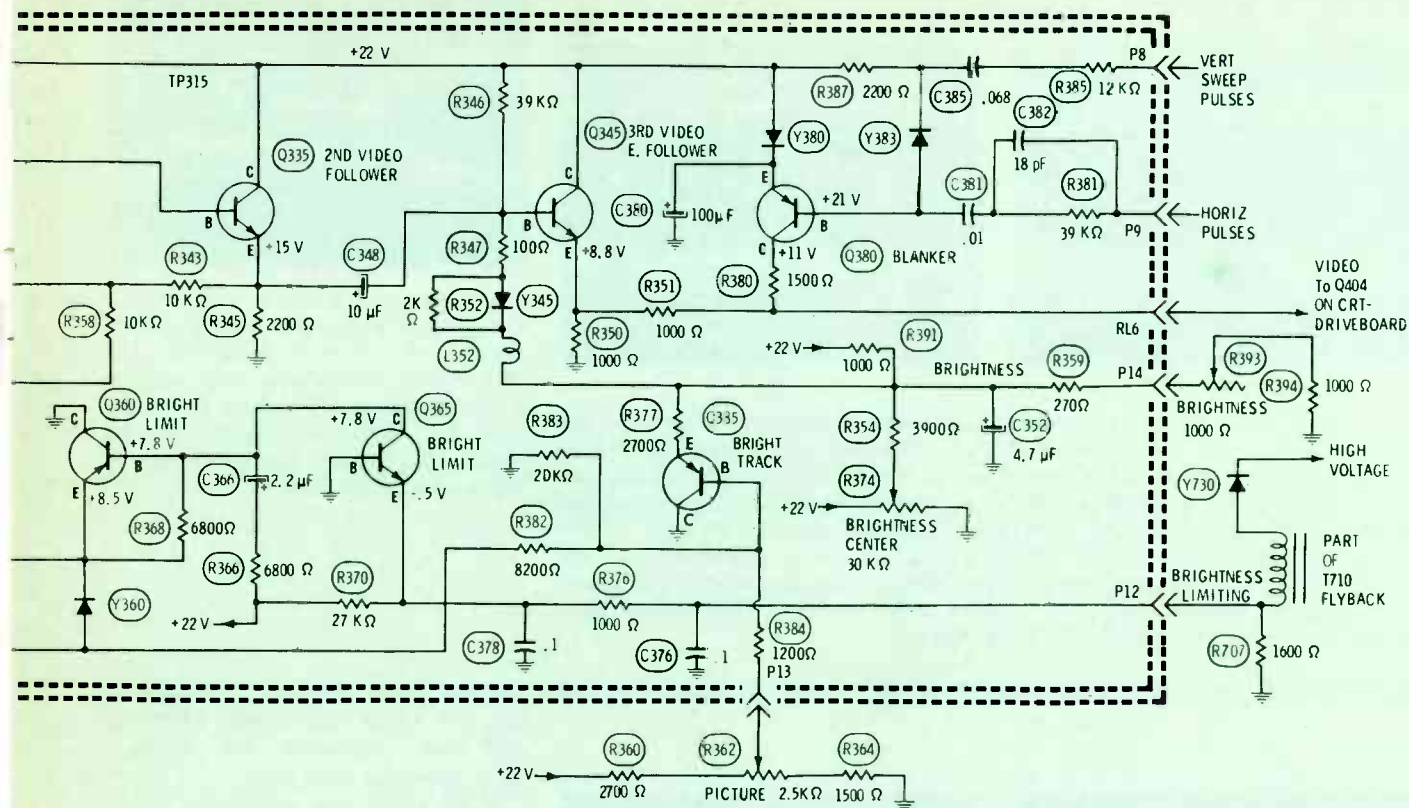 +22 V
TP315
P8
VERT
SWEEP
PULSES
R346
39 KΩ
R387
2200 Ω
C385
.068
R385
12 KΩ
C382
18 pF
Q335
2ND VIDEO
FOLLOWER
C
B
E
+15 V
Q345
3RD VIDEO
E. FOLLOWER
C
B
E
+8.8 V
Y380
Y383
C380
+
100μF
E
B
C
+21 V
+11 V
Q380
BLANKER
C381
.01
R381
39 KΩ
P9
HORIZ
PULSES
R343
10 KΩ
C348
+
10 μF
R347
100Ω
R358
10KΩ
R345
2200 Ω
2K
Ω
R352
Y345
R351
1000 Ω
R380
1500Ω
VIDEO
To Q404
ON CRT-
DRIVEBOARD
RL6
L352
R350
1000 Ω
+22 V
R391
1000 Ω
BRIGHTNESS
R359
270Ω
P14
R393
BRIGHTNESS
1000 Ω
R394
1000 Ω
Q360
BRIGHT
LIMIT
C
+7.8 V
B
E
+8.5 V
+7.8 V
C
Q365
BRIGHT
LIMIT
B
E
-.5 V
R383
20KΩ
R377
2700Ω
Q385
BRIGHT
TRACK
E
B
C
R354
3900Ω
C352
+
4.7 μF
C366
+
2.2 μF
R368
6800Ω
R366
6800 Ω
R382
8200Ω
R374
+22V
BRIGHTNESS
CENTER
30 KΩ
HIGH
VOLTAGE
Y730
PART
OF
T710
FLYBACK
Y360
R370
27 KΩ
+22 V
R376
1000 Ω
C378
.1
C376
.1
R384
1200Ω
P13
BRIGHTNESS
LIMITING
P12
R707
1600 Ω
+22V
R360
2700 Ω
R362
PICTURE 2.5KΩ
R364
1500 Ω